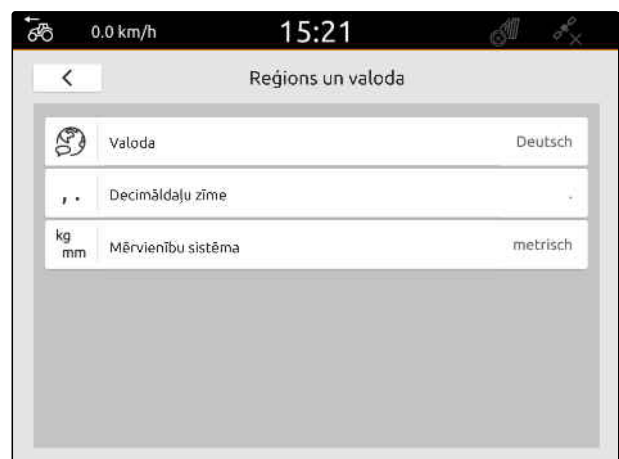 0.0 km/h 15:21
Reģions un valoda
Valoda Deutsch
, . Decimāldaļu zīme .
kg
mm Mērvienību sistēma metrisch